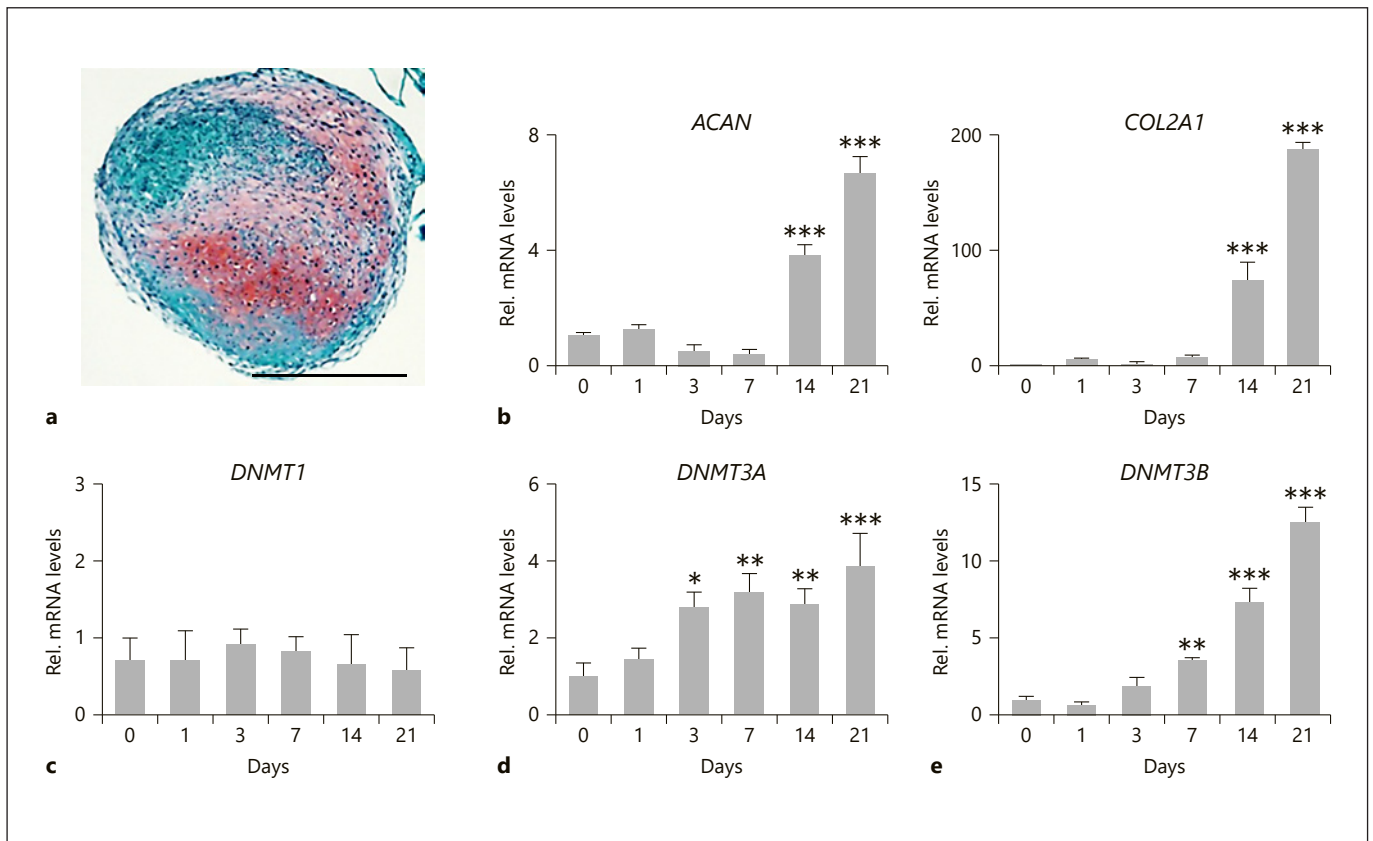 a
ACAN
Rel. mRNA levels
8
4
0
***
***
0 1 3 7 14 21
Days
b
COL2A1
Rel. mRNA levels
200
100
0
***
***
0 1 3 7 14 21
Days
DNMT1
Rel. mRNA levels
3
2
1
0
0 1 3 7 14 21
Days
c
DNMT3A
Rel. mRNA levels
6
4
2
0
*
**
**
***
0 1 3 7 14 21
Days
d
DNMT3B
Rel. mRNA levels
15
10
5
0
**
***
***
0 1 3 7 14 21
Days
e